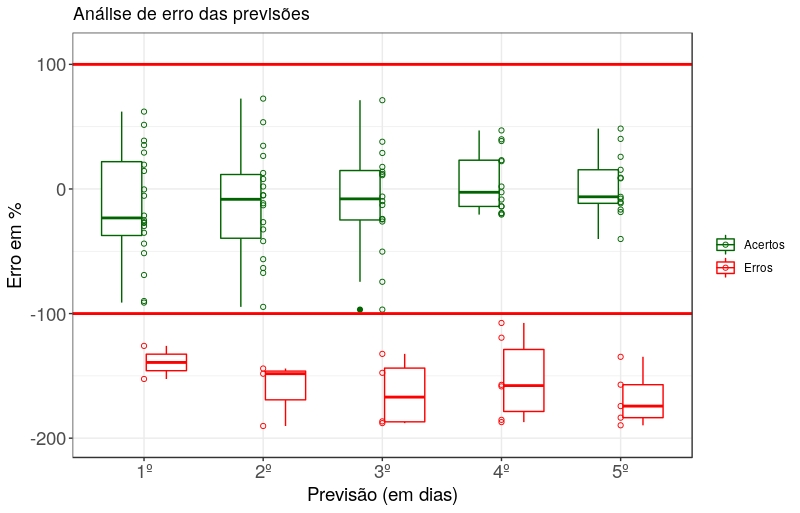 Análise de erro das previsões
Erro em %
100
0
-100
-200
1º
2º
3º
4º
5º
Previsão (em dias)
Acertos
Erros